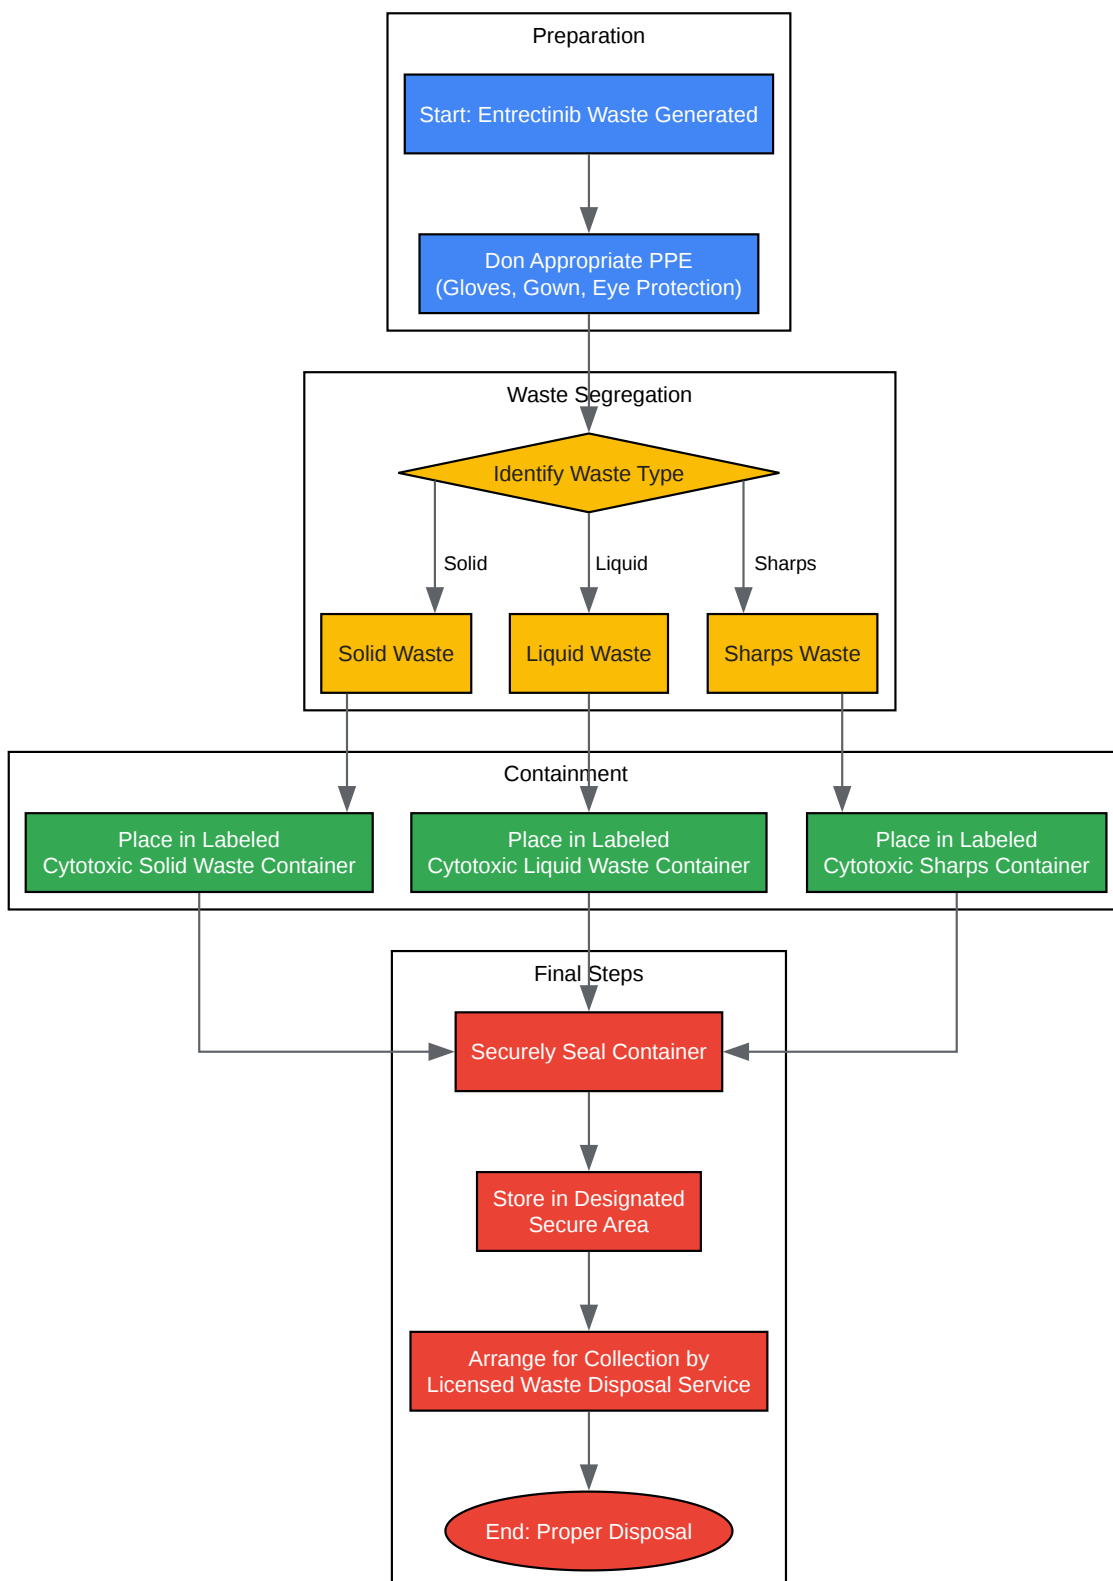 Preparation
Start: Entrectinib Waste Generated
Don Appropriate PPE
(Gloves, Gown, Eye Protection)
Waste Segregation
Identify Waste Type
Solid
Liquid
Sharps
Solid Waste
Liquid Waste
Sharps Waste
Containment
Place in Labeled
Cytotoxic Solid Waste Container
Place in Labeled
Cytotoxic Liquid Waste Container
Place in Labeled
Cytotoxic Sharps Container
Final Steps
Securely Seal Container
Store in Designated
Secure Area
Arrange for Collection by
Licensed Waste Disposal Service
End: Proper Disposal